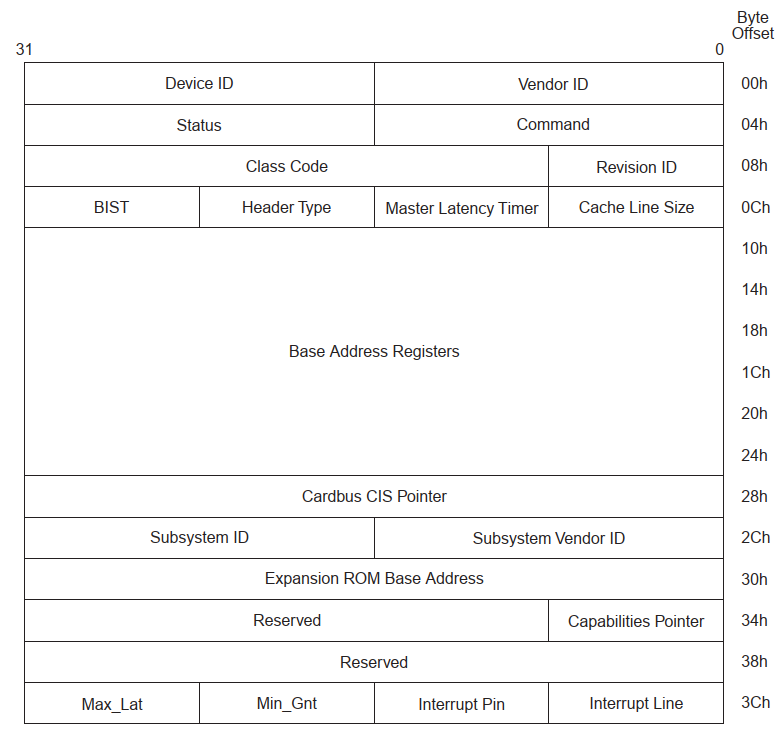 Byte
Offset
31 0
Device ID Vendor ID 00h
Status Command 04h
Class Code Revision ID 08h
BIST Header Type Master Latency Timer Cache Line Size 0Ch
10h
14h
18h
Base Address Registers
1Ch
20h
24h
Cardbus CIS Pointer 28h
Subsystem ID Subsystem Vendor ID 2Ch
Expansion ROM Base Address 30h
Reserved Capabilities Pointer 34h
Reserved 38h
Max_Lat Min_Gnt Interrupt Pin Interrupt Line 3Ch